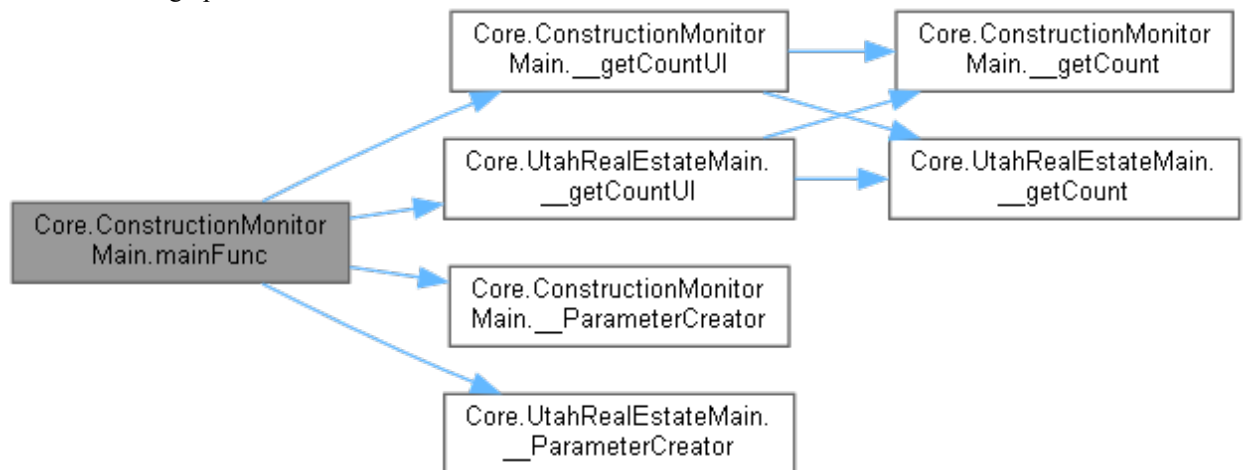 Core.ConstructionMonitor
Main.__getCountUI
Core.ConstructionMonitor
Main.__getCount
Core.UtahRealEstateMain.
__getCountUI
Core.UtahRealEstateMain.
__getCount
Core.ConstructionMonitor
Main.mainFunc
Core.ConstructionMonitor
Main.__ParameterCreator
Core.UtahRealEstateMain.
__ParameterCreator